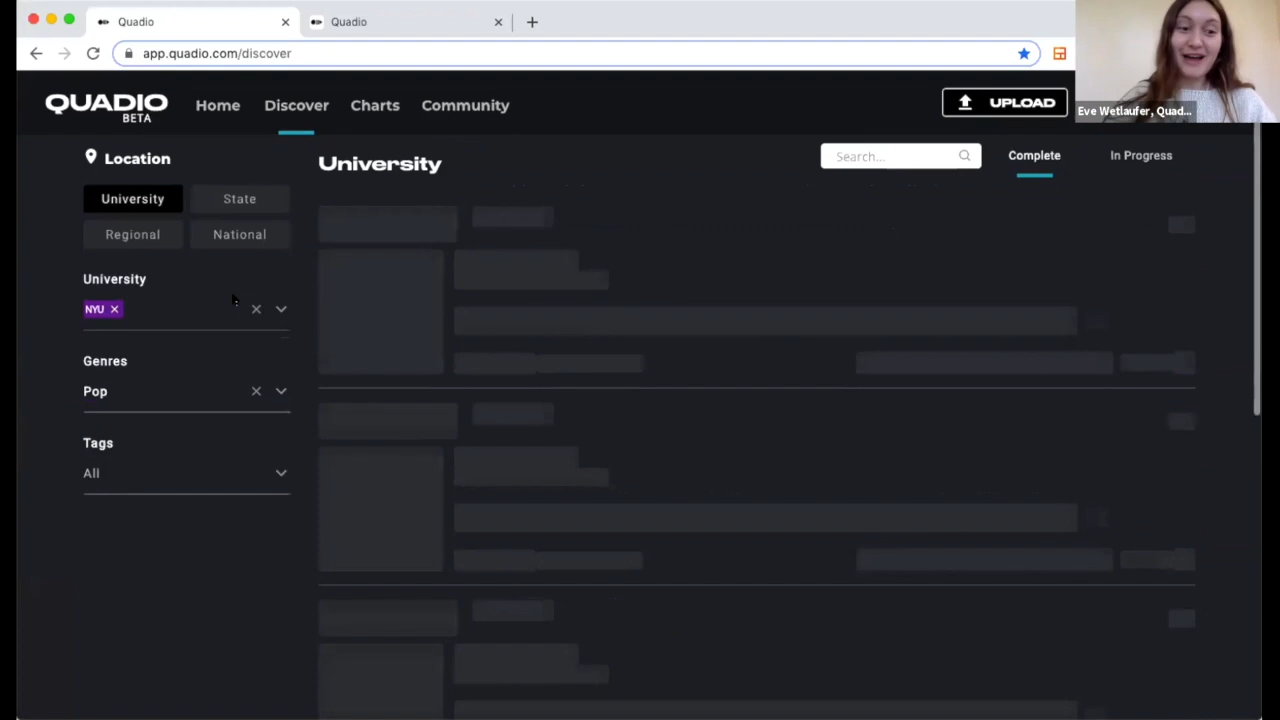 Quadio
Quadio
app.quadio.com/discover
Eve Wetlaufer, Quad...
QUADIO
BETA
Home
Discover
Charts
Community
UPLOAD
Location
University
State
Regional
National
University
NYU
Genres
Pop
Tags
All
University
Search...
Complete
In Progress